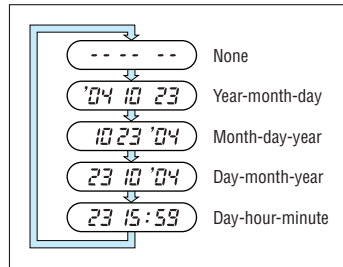 -- -- -- None
'04 10 23 Year-month-day
10 23 '04 Month-day-year
23 10 '04 Day-month-year
23 15:59 Day-hour-minute